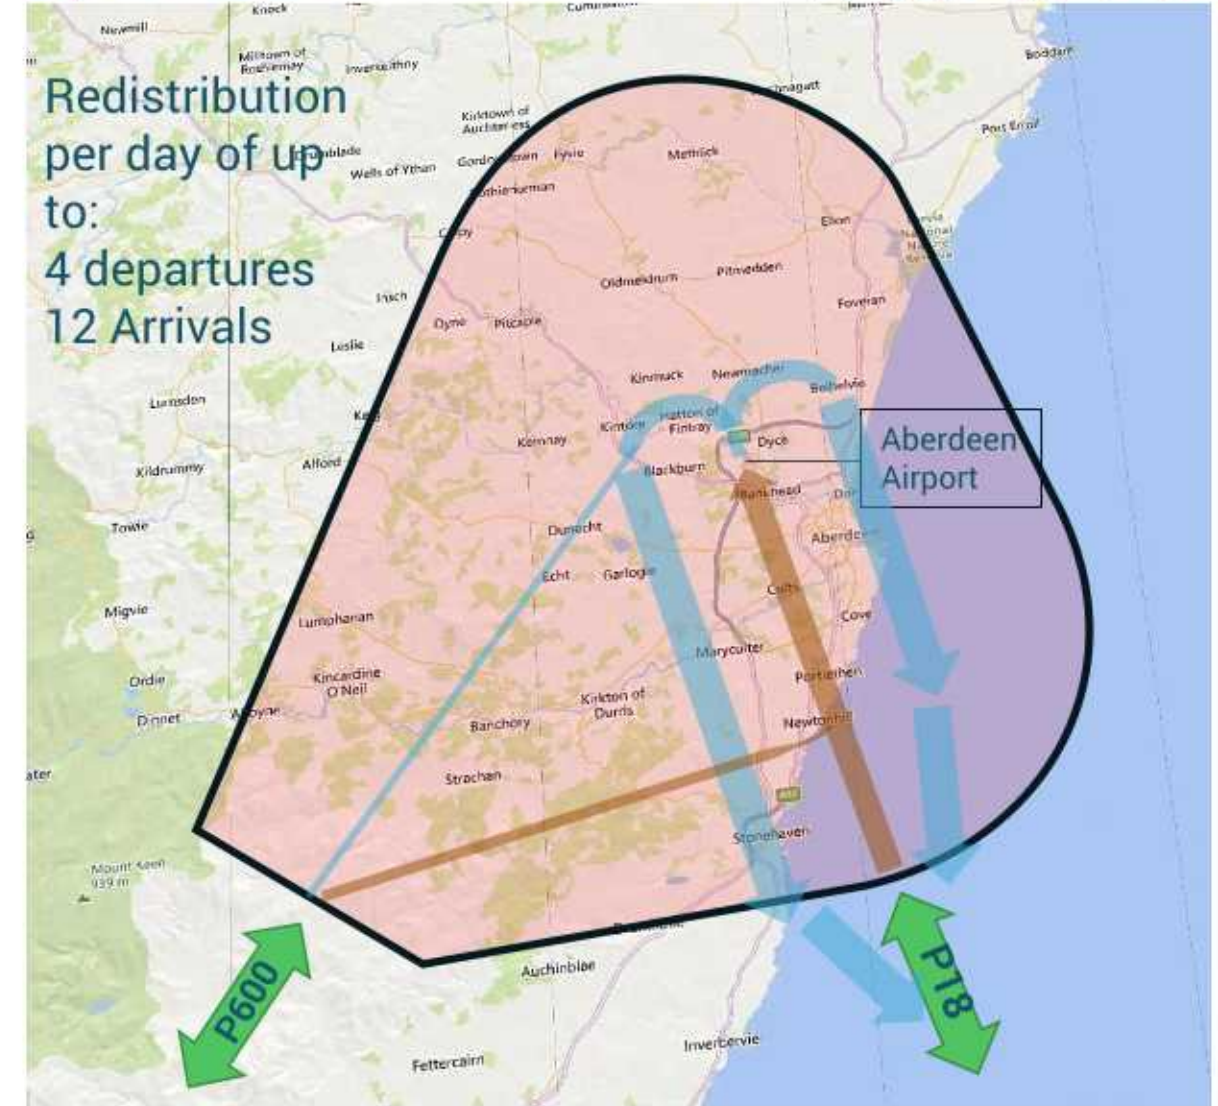 Knock
Newmill
Milltown of
Rothiemay
Inverkeithny
Boddam
Redistribution
per day of up
to:
4 departures
12 Arrivals
Kirktown of
Auchterless
Port Erroll
Wells of Ythan
Fyvie
Methlick
Ellon
Oldmeldrum
Pitmedden
Insch
Foveran
Oyne
Pitcaple
Leslie
Kinmuck
Newmachar
Balhelvie
Lumsden
Kintore
Hatton of
Fintray
Kemnay
Dyce
Aberdeen
Airport
Kildrummy
Alford
Blackburn
Bankhead
Towie
Dunecht
Echt
Garlogie
Cults
Migvie
Lumphanan
Cove
Maryculter
Portlethen
Ordie
Kincardine
O'Neil
Kirkton of
Durris
Dinnet
Aboyne
Banchory
Newtonhill
Strachan
Stonehaven
Mount Keen
939 m
Auchinblae
P600
P18
Inverbervie
Fettercairn